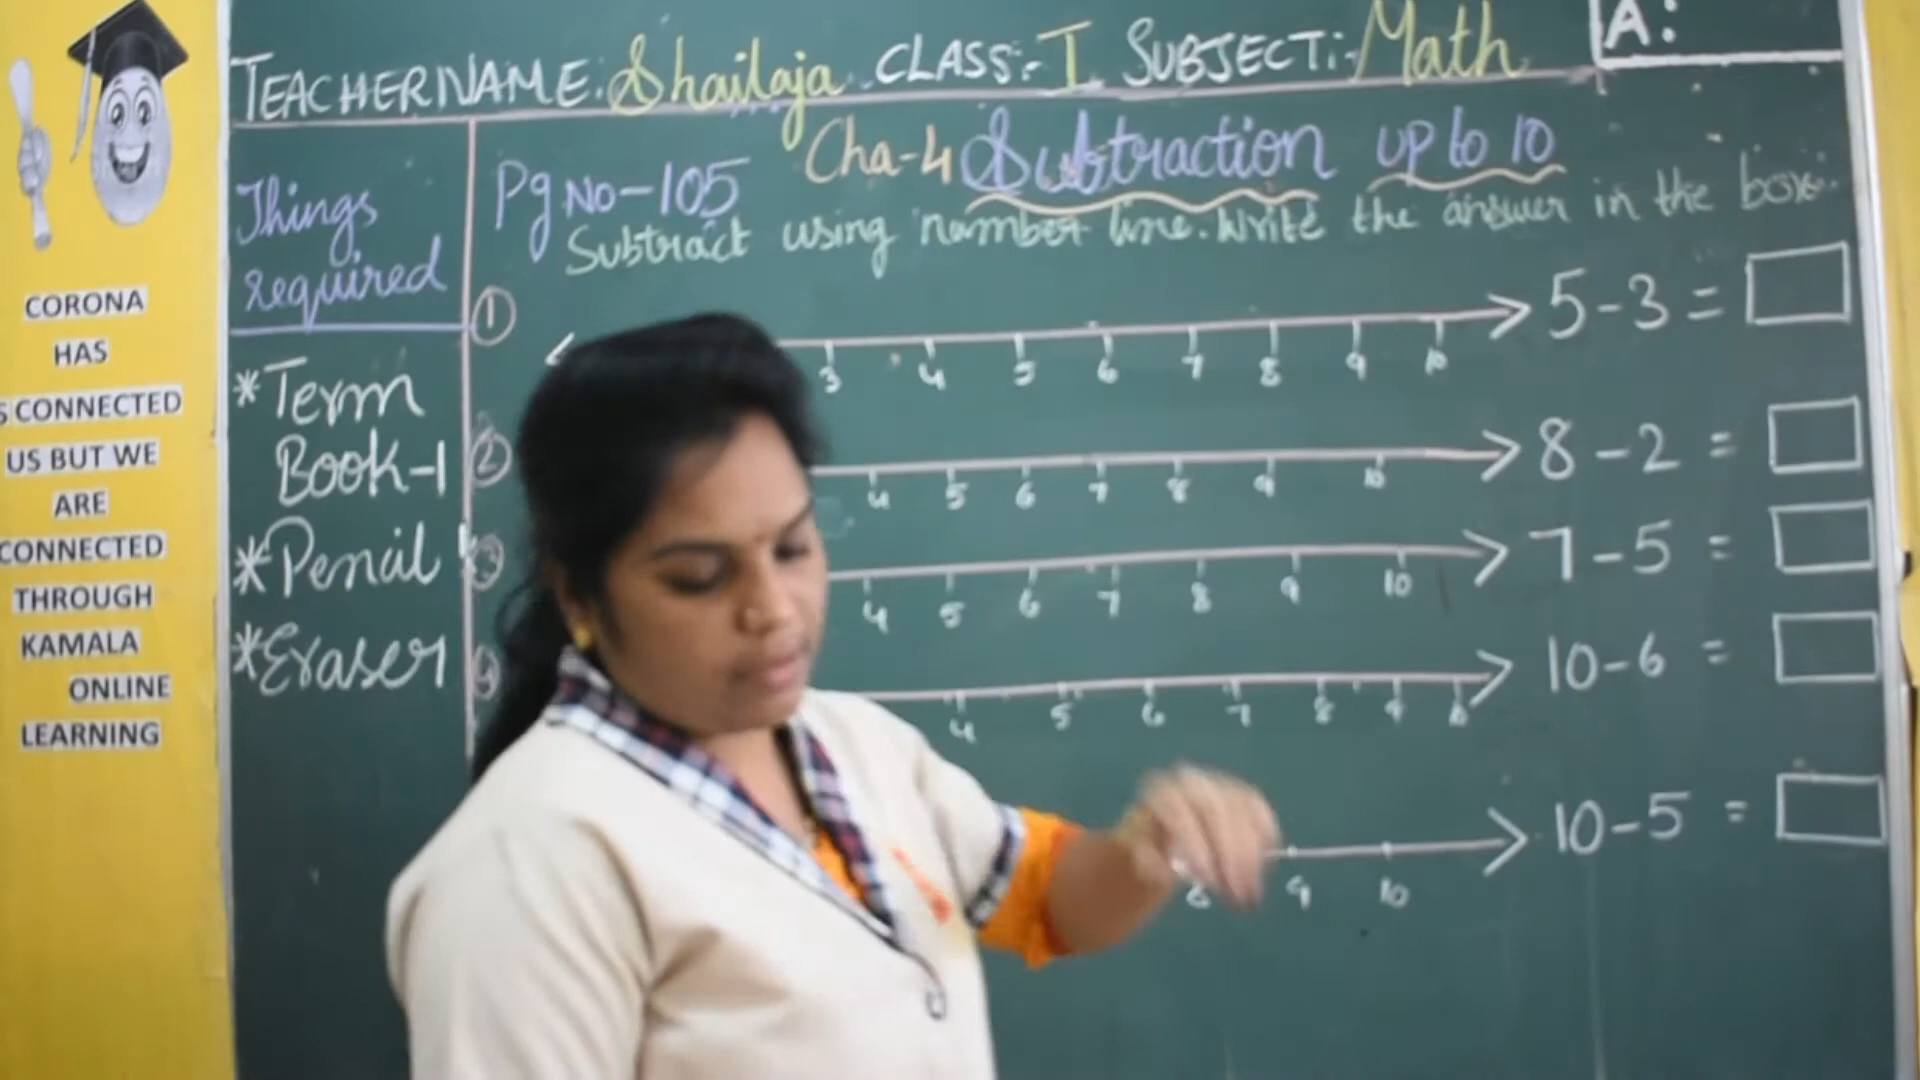 CORONA
HAS
S CONNECTED
US BUT WE
ARE
CONNECTED
THROUGH
KAMALA
ONLINE
LEARNING
TEACHER NAME: Shailaja CLASS:- I SUBJECT:- Math
A:
Things
required
*Term
Book-1
*Pencil
*Eraser
Cha-4 Subtraction up to 10
Pg No-105
Subtract using number line. Write the answer in the box.
① 3 4 5 6 7 8 9 10 5-3 =
② 4 5 6 7 8 9 10 8-2 =
③ 4 5 6 7 8 9 10 7-5 =
④ 4 5 6 7 8 9 10 10-6 =
8 9 10 10-5 =